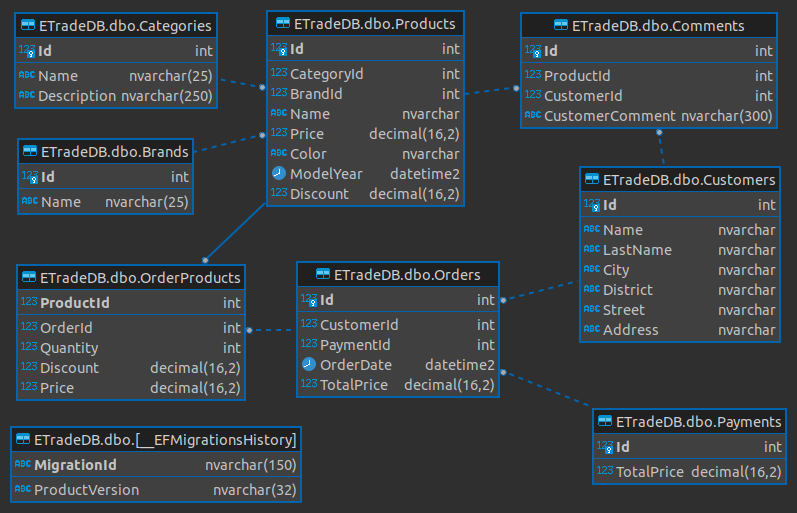 ETradeDB.dbo.Categories
123 Id int
ABC Name nvarchar(25)
ABC Description nvarchar(250)
ETradeDB.dbo.Products
123 Id int
123 CategoryId int
123 BrandId int
ABC Name nvarchar
123 Price decimal(16,2)
ABC Color nvarchar
ModelYear datetime2
123 Discount decimal(16,2)
ETradeDB.dbo.Comments
123 Id int
123 ProductId int
123 CustomerId int
ABC CustomerComment nvarchar(300)
ETradeDB.dbo.Brands
123 Id int
ABC Name nvarchar(25)
ETradeDB.dbo.Customers
123 Id int
ABC Name nvarchar
ABC LastName nvarchar
ABC City nvarchar
ABC District nvarchar
ABC Street nvarchar
ABC Address nvarchar
ETradeDB.dbo.OrderProducts
123 ProductId int
123 OrderId int
123 Quantity int
123 Discount decimal(16,2)
123 Price decimal(16,2)
ETradeDB.dbo.Orders
123 Id int
123 CustomerId int
123 PaymentId int
OrderDate datetime2
123 TotalPrice decimal(16,2)
ETradeDB.dbo.Payments
123 Id int
123 TotalPrice decimal(16,2)
ETradeDB.dbo.[__EFMigrationsHistory]
ABC MigrationId nvarchar(150)
ABC ProductVersion nvarchar(32)